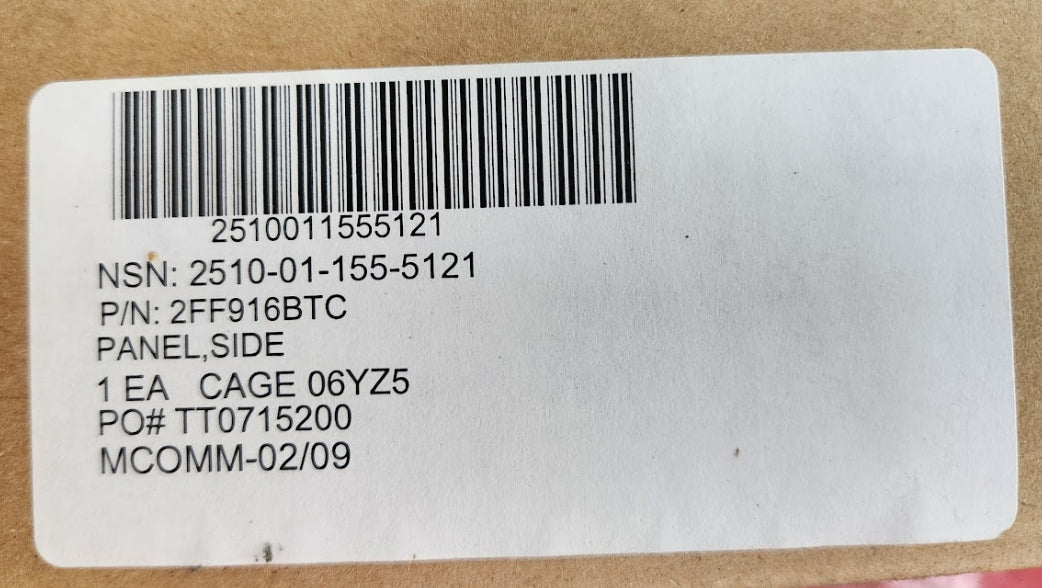 2510011555121
NSN: 2510-01-155-5121
P/N: 2FF916BTC
PANEL,SIDE
1 EA CAGE 06YZ5
PO# TT0715200
MCOMM-02/09